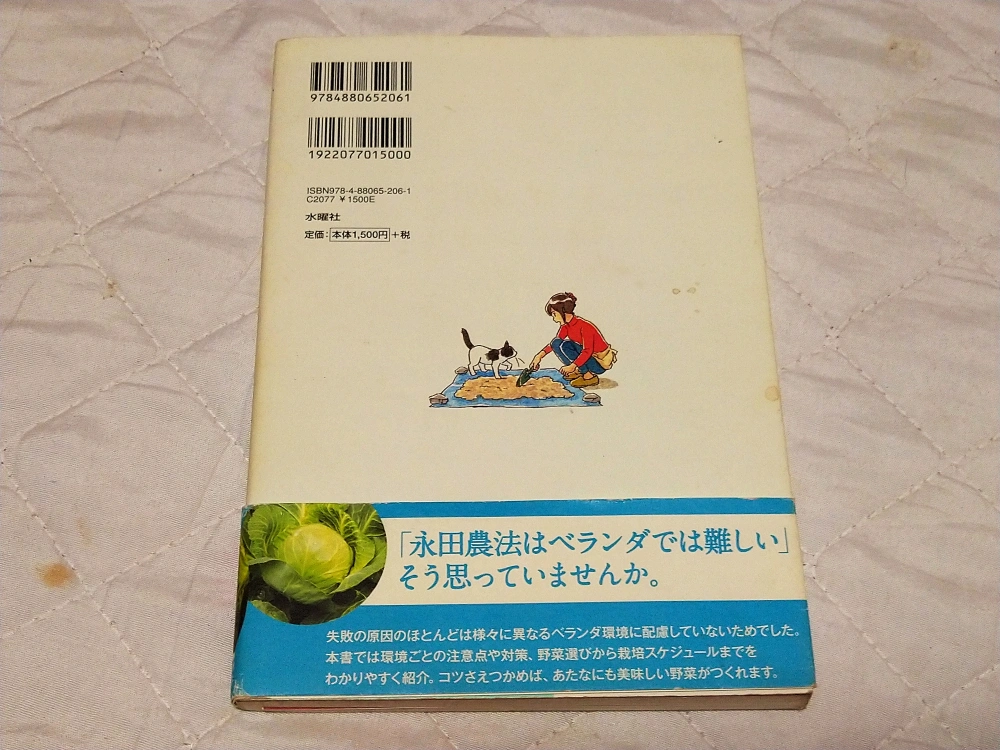 9784880652061
1922077015000
ISBN978-4-88065-206-1
C2077 ¥1500E
水曜社
定価：本体1,500円＋税
「永田農法はベランダでは難しい」
そう思っていませんか。
失敗の原因のほとんどは様々に異なるベランダ環境に配慮していないためでした。
本書では環境ごとの注意点や対策、野菜選びから栽培スケジュールまでを
わかりやすく紹介。コツさえつかめば、あたなにも美味しい野菜がつくれます。